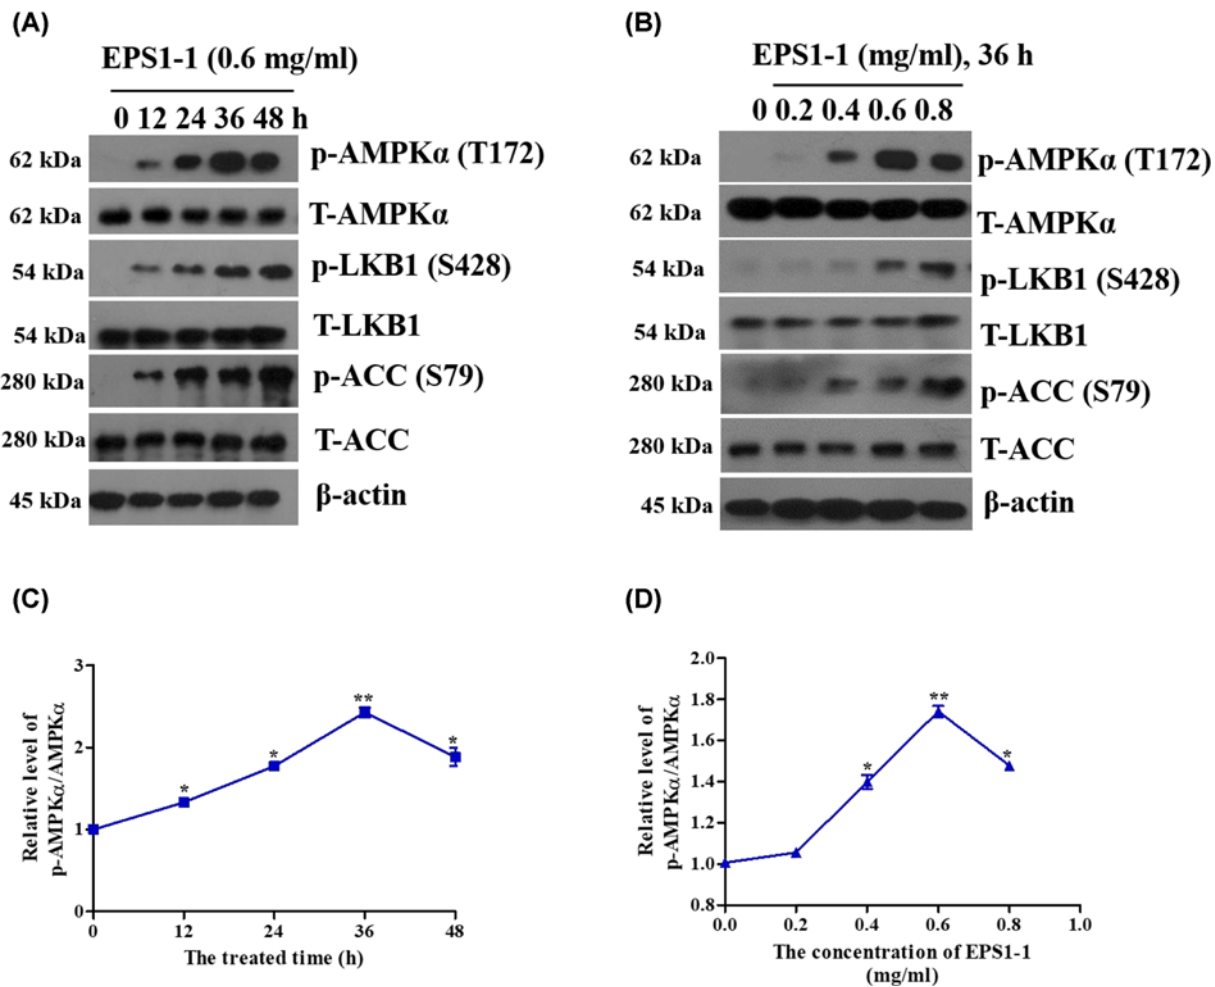 (A)
EPS1-1 (0.6 mg/ml)
0 12 24 36 48 h
62 kDa p-AMPKα (T172)
62 kDa T-AMPKα
54 kDa p-LKB1 (S428)
54 kDa T-LKB1
280 kDa p-ACC (S79)
280 kDa T-ACC
45 kDa β-actin
(B)
EPS1-1 (mg/ml), 36 h
0 0.2 0.4 0.6 0.8
62 kDa p-AMPKα (T172)
62 kDa T-AMPKα
54 kDa p-LKB1 (S428)
54 kDa T-LKB1
280 kDa p-ACC (S79)
280 kDa T-ACC
45 kDa β-actin
(C)
Relative level of
p-AMPKα/AMPKα
3
2
1
0
*
*
**
*
0 12 24 36 48
The treated time (h)
(D)
Relative level of
p-AMPKα/AMPKα
2.0
1.8
1.6
1.4
1.2
1.0
0.8
*
**
*
0.0 0.2 0.4 0.6 0.8 1.0
The concentration of EPS1-1
(mg/ml)